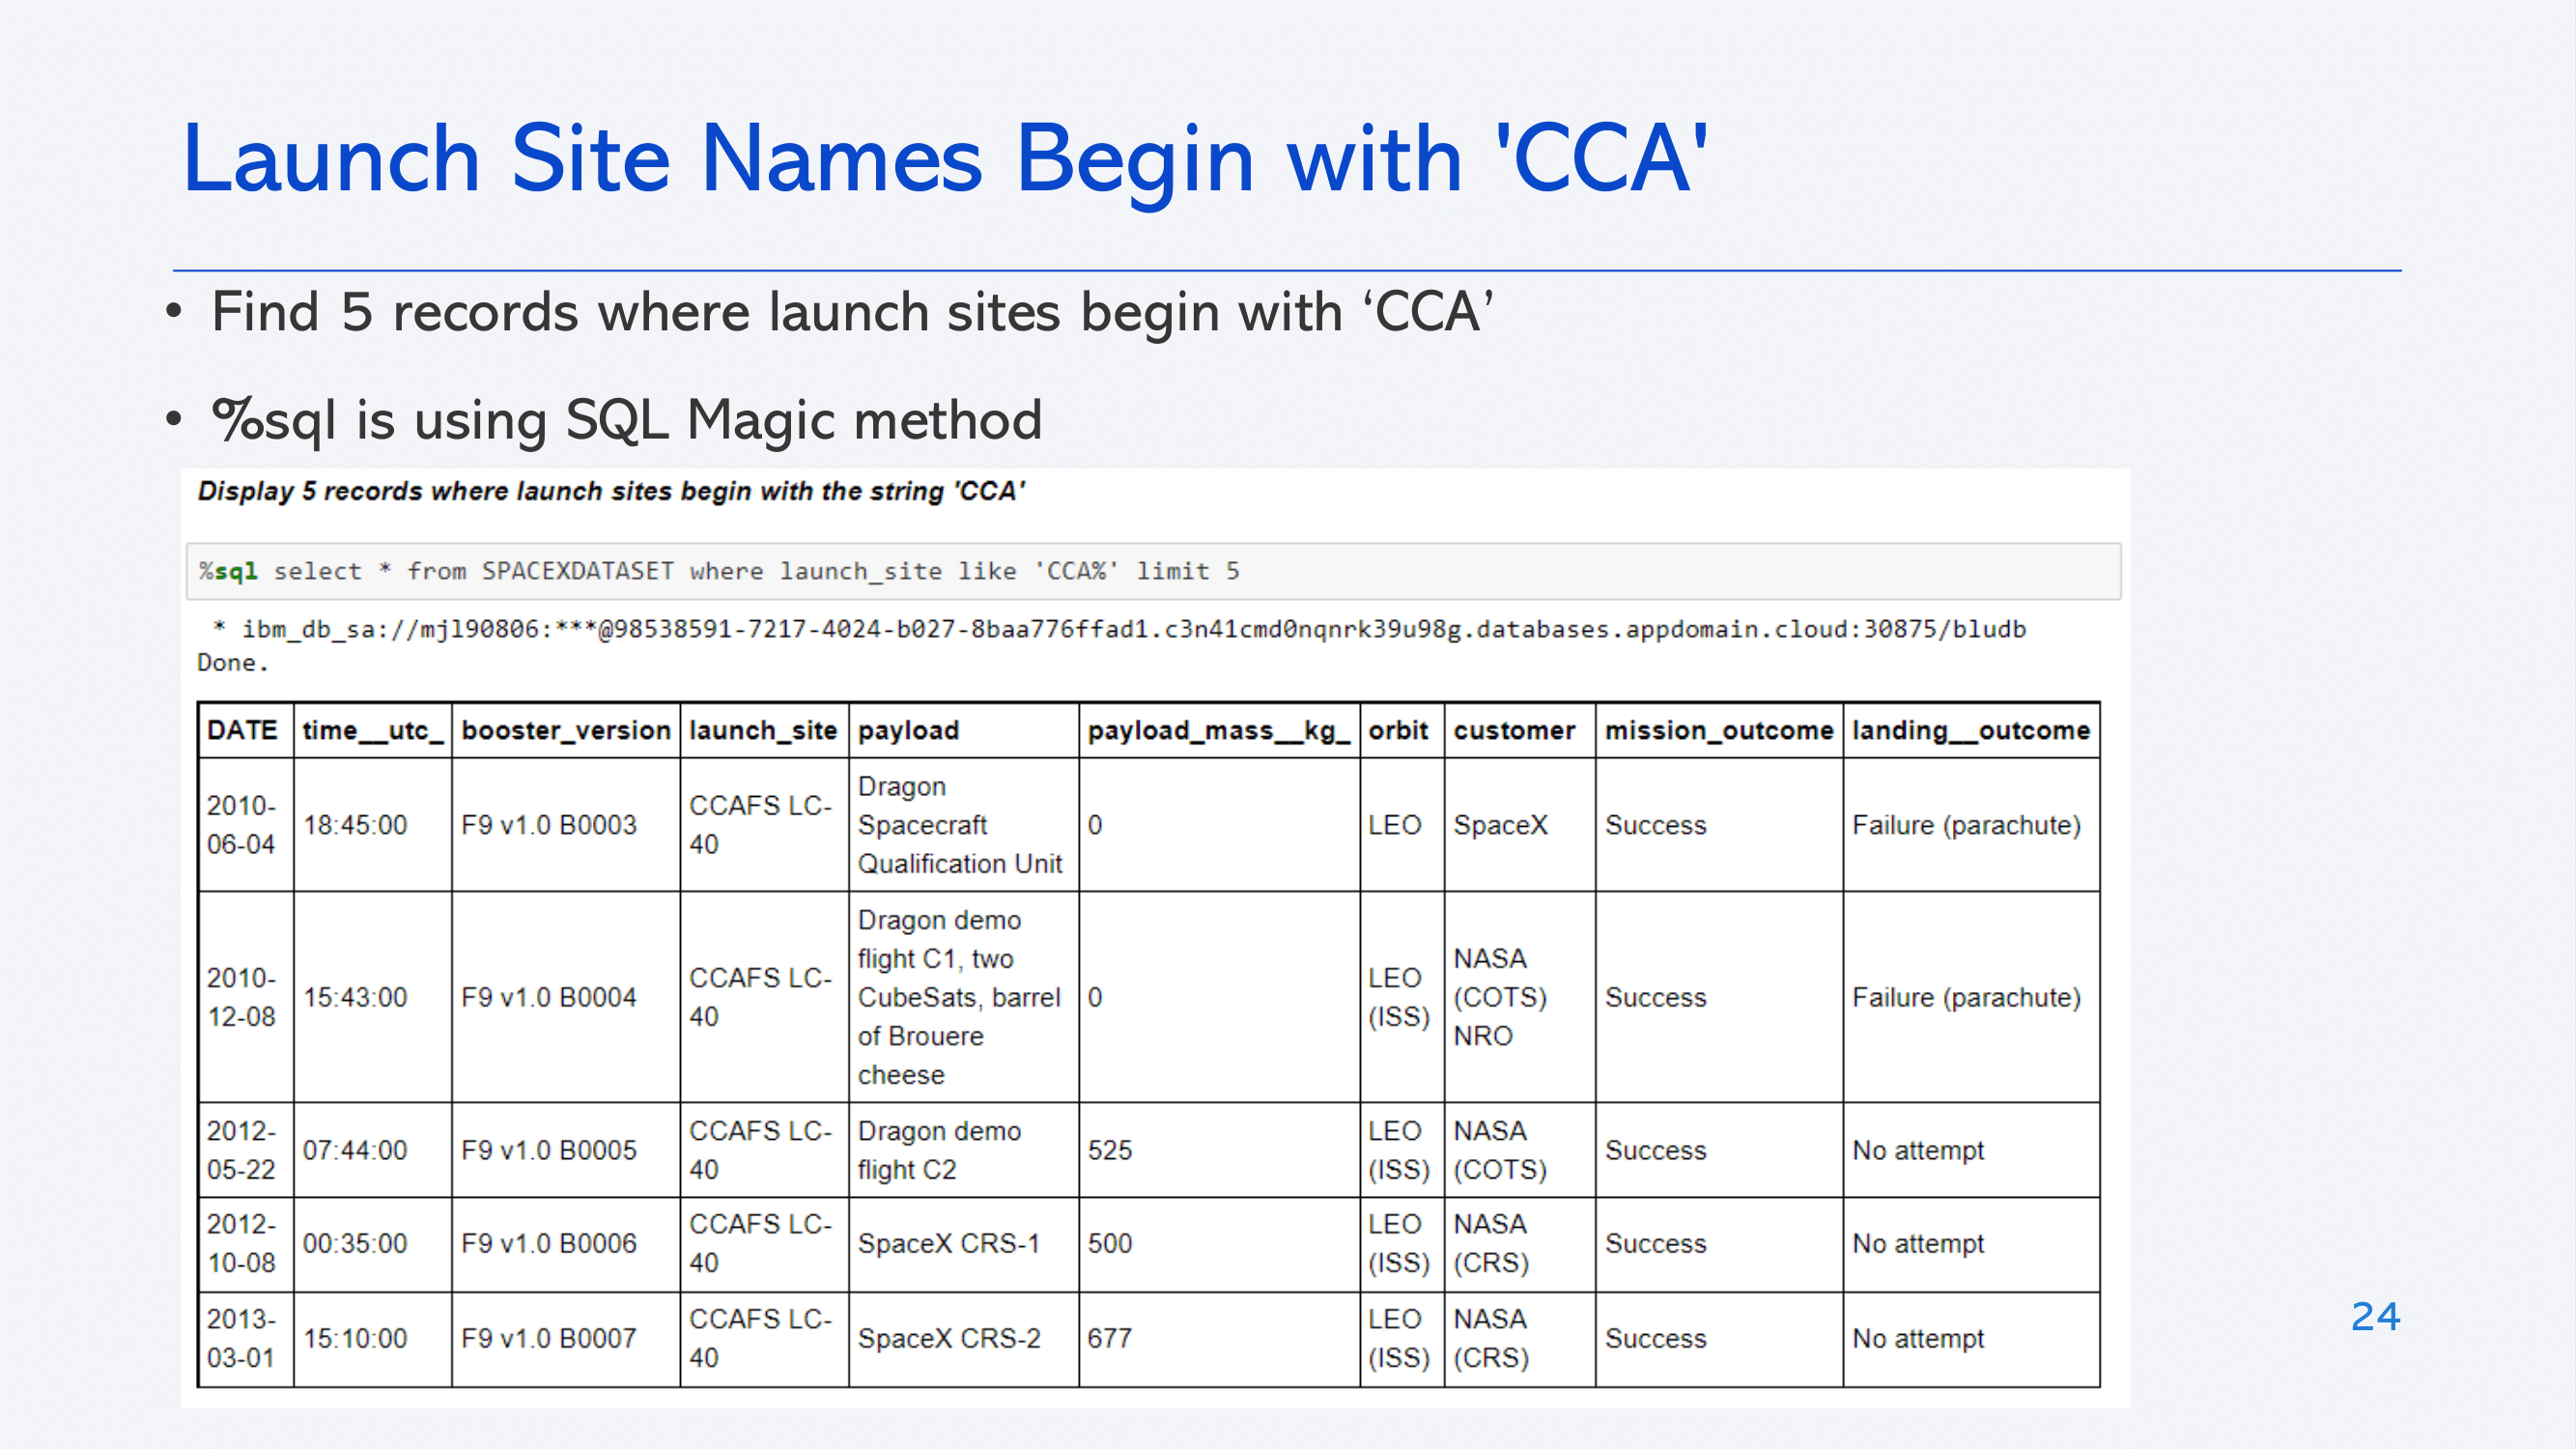 Launch Site Names Begin with 'CCA'
• Find 5 records where launch sites begin with ‘CCA’
• %sql is using SQL Magic method
Display 5 records where launch sites begin with the string 'CCA'
%sql select * from SPACEXDATASET where launch_site like 'CCA%' limit 5
* ibm_db_sa://mjl90806:***@98538591-7217-4024-b027-8baa776ffad1.c3n41cmd0nqnrk39u98g.databases.appdomain.cloud:30875/bludb
Done.
DATE time__utc_ booster_version launch_site payload payload_mass__kg_ orbit customer mission_outcome landing__outcome
2010-06-04 18:45:00 F9 v1.0 B0003 CCAFS LC-40 Dragon Spacecraft Qualification Unit 0 LEO SpaceX Success Failure (parachute)
2010-12-08 15:43:00 F9 v1.0 B0004 CCAFS LC-40 Dragon demo flight C1, two CubeSats, barrel of Brouere cheese 0 LEO (ISS) NASA (COTS) NRO Success Failure (parachute)
2012-05-22 07:44:00 F9 v1.0 B0005 CCAFS LC-40 Dragon demo flight C2 525 LEO (ISS) NASA (COTS) Success No attempt
2012-10-08 00:35:00 F9 v1.0 B0006 CCAFS LC-40 SpaceX CRS-1 500 LEO (ISS) NASA (CRS) Success No attempt
2013-03-01 15:10:00 F9 v1.0 B0007 CCAFS LC-40 SpaceX CRS-2 677 LEO (ISS) NASA (CRS) Success No attempt
24